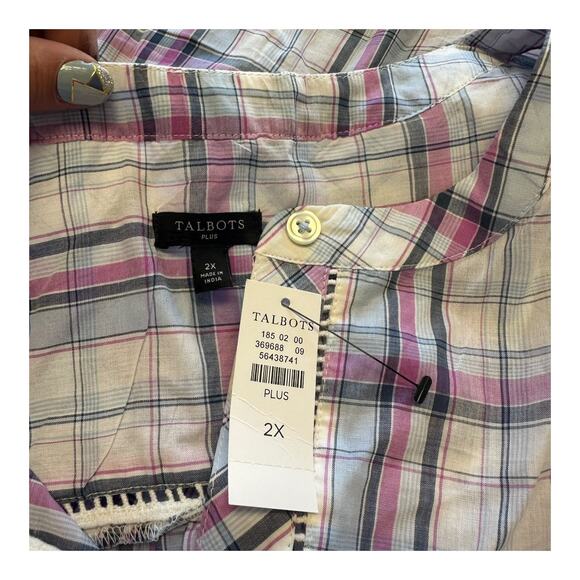 TALBOTS
PLUS
2X
MADE IN
INDIA
TALBOTS
185 02 00
369688 09
56438741
PLUS
2X